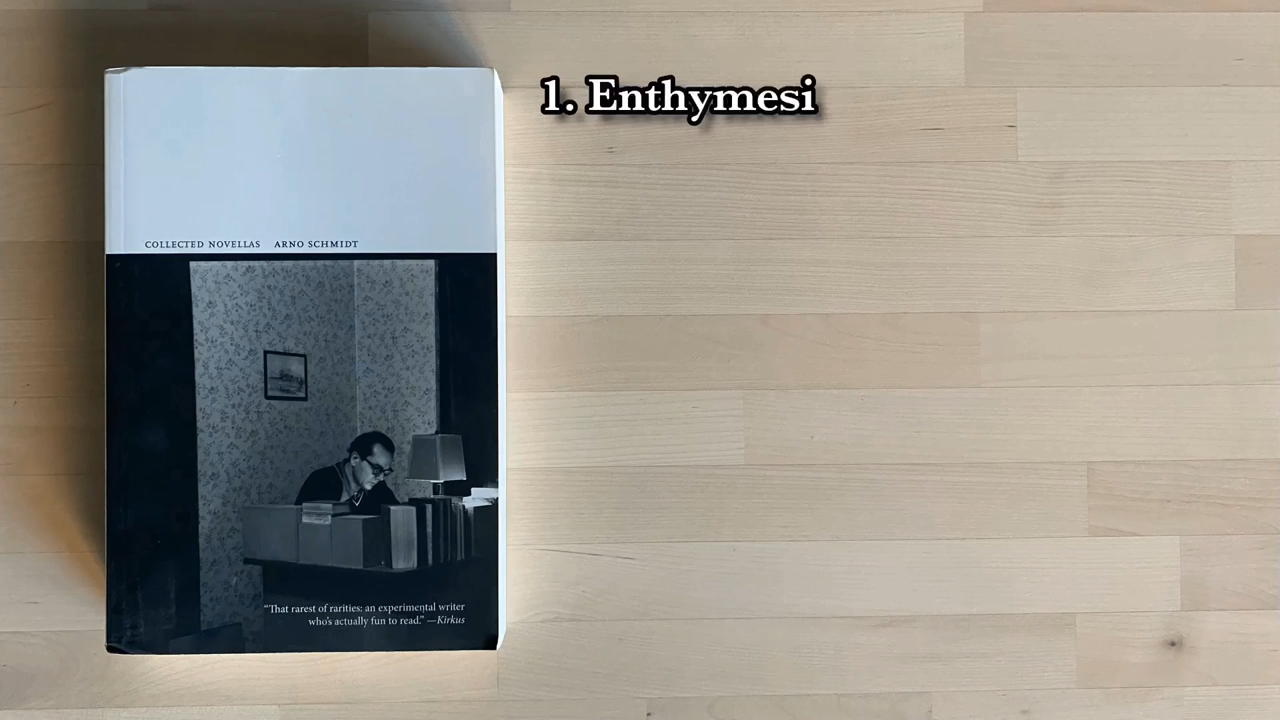 1. Enthymesi
COLLECTED NOVELLAS ARNO SCHMIDT
“That rarest of rarities: an experimental writer
who’s actually fun to read.” —Kirkus